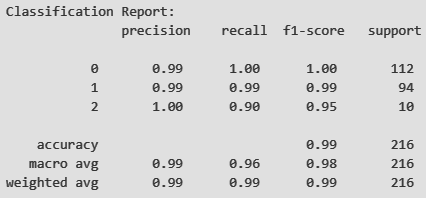 Classification Report:
precision recall f1-score support
0 0.99 1.00 1.00 112
1 0.99 0.99 0.99 94
2 1.00 0.90 0.95 10
accuracy 0.99 216
macro avg 0.99 0.96 0.98 216
weighted avg 0.99 0.99 0.99 216